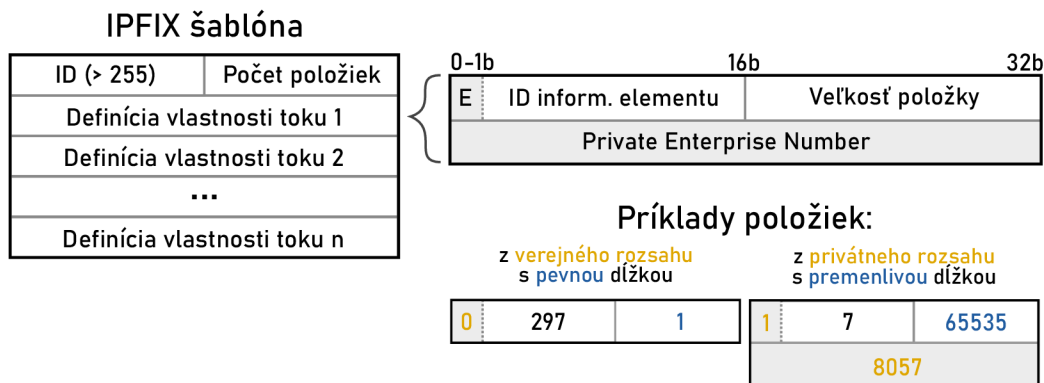 IPFIX šablóna
ID (> 255) Počet položiek
Definícia vlastnosti toku 1
Definícia vlastnosti toku 2
...
Definícia vlastnosti toku n
0-1b 16b 32b
E ID inform. elementu Veľkosť položky
Private Enterprise Number
Príklady položiek:
z verejného rozsahu
s pevnou dĺžkou
0 297 1
z privátneho rozsahu
s premenlivou dĺžkou
1 7 65535
8057